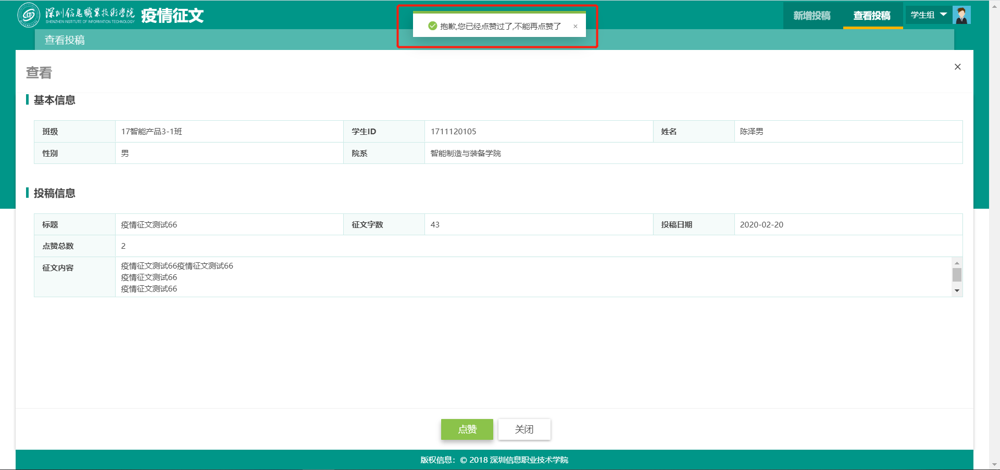 深圳信息職業技術學院 疫情征文
SHENZHEN INSTITUTE OF INFORMATION TECHNOLOGY
抱歉,您已经点赞过了,不能再点赞了 ×
新增投稿 查看投稿 学生组
查看投稿
查看 ×
基本信息
班级 17智能产品3-1班 学生ID 1711120105 姓名 陈泽男
性别 男 院系 智能制造与装备学院
投稿信息
标题 疫情征文测试66 征文字数 43 投稿日期 2020-02-20
点赞总数 2
征文内容 疫情征文测试66疫情征文测试66
疫情征文测试66
疫情征文测试66
点赞 关闭
版权信息：© 2018 深圳信息职业技术学院